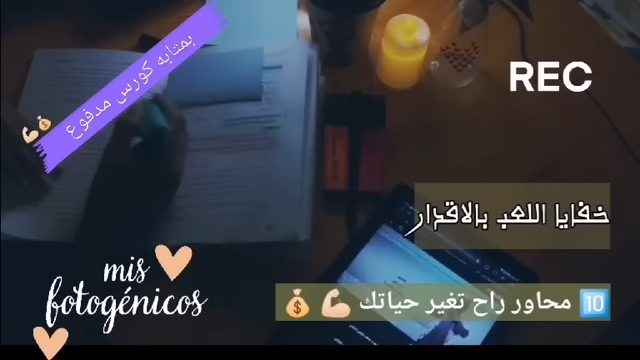 بمثابه كورس مدفوع
💪🏻💰
REC
خفايا اللعب بالاقدار
🔟 محاور راح تغير حياتك 💪🏻 💰
mis
fotogénicos